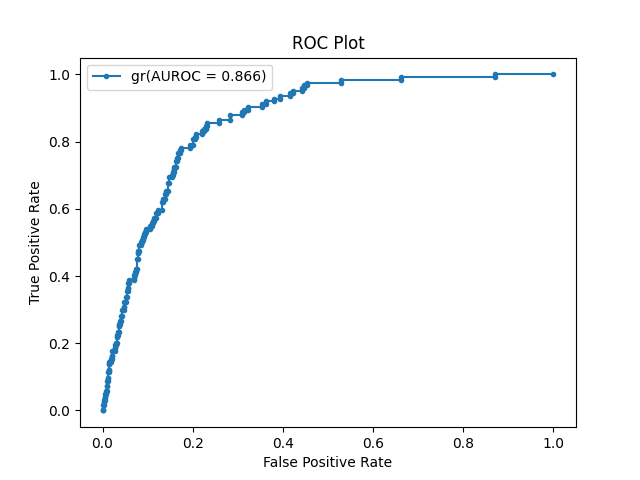 ROC Plot
gr(AUROC = 0.866)
True Positive Rate
1.0
0.8
0.6
0.4
0.2
0.0
0.0 0.2 0.4 0.6 0.8 1.0
False Positive Rate